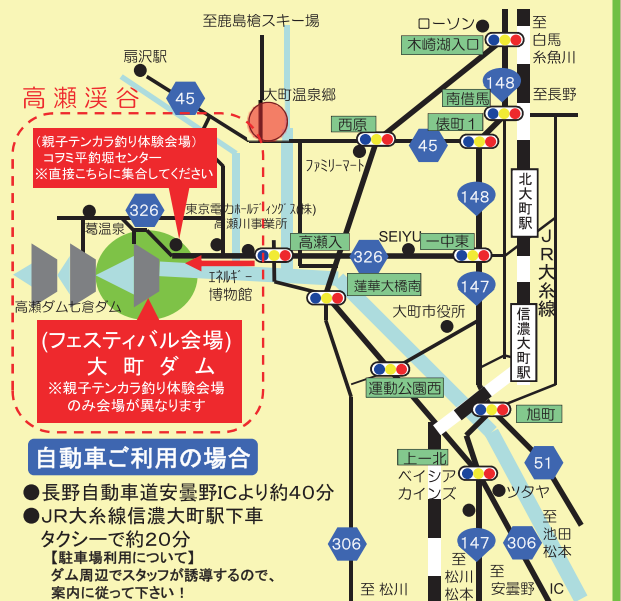 至鹿島槍スキー場
ローソン
至
白馬
糸魚川
木崎湖入口
扇沢駅
148
高瀬渓谷
45
大町温泉郷
南借馬
至長野
西原
俵町1
(親子テンカラ釣り体験会場)
コヲミ平釣堀センター
※直接こちらに集合してください
ファミリーマート
45
北大町駅
148
326
東京電力ホールディングス(株)
高瀬川事業所
葛温泉
高瀬入
SEIYU
一中東
JR大糸線
326
エネルギー
博物館
蓮華大橋南
147
高瀬ダム
七倉ダム
大町市役所
信濃大町駅
(フェスティバル会場)
大町ダム
※親子テンカラ釣り体験会場
のみ会場が異なります
運動公園西
旭町
自動車ご利用の場合
上一北
ベイシア
カインズ
51
●長野自動車道安曇野ICより約40分
ツタヤ
●JR大糸線信濃大町駅下車
タクシーで約20分
至
池田
松本
306
147
306
【駐車場利用について】
ダム周辺でスタッフが誘導するので、
案内に従って下さい！
至 松川
至
松川
松本
至
安曇野 IC